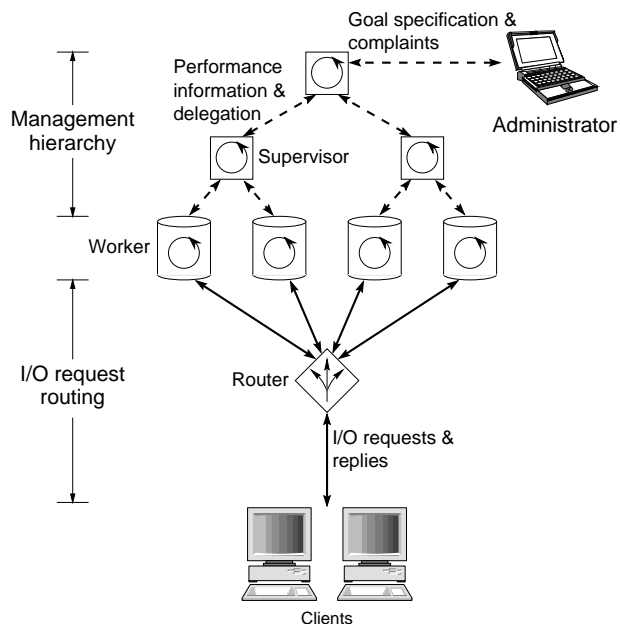 Goal specification &
complaints
Performance
information &
delegation
Administrator
Management
hierarchy
Supervisor
Worker
I/O request
routing
Router
I/O requests &
replies
Clients